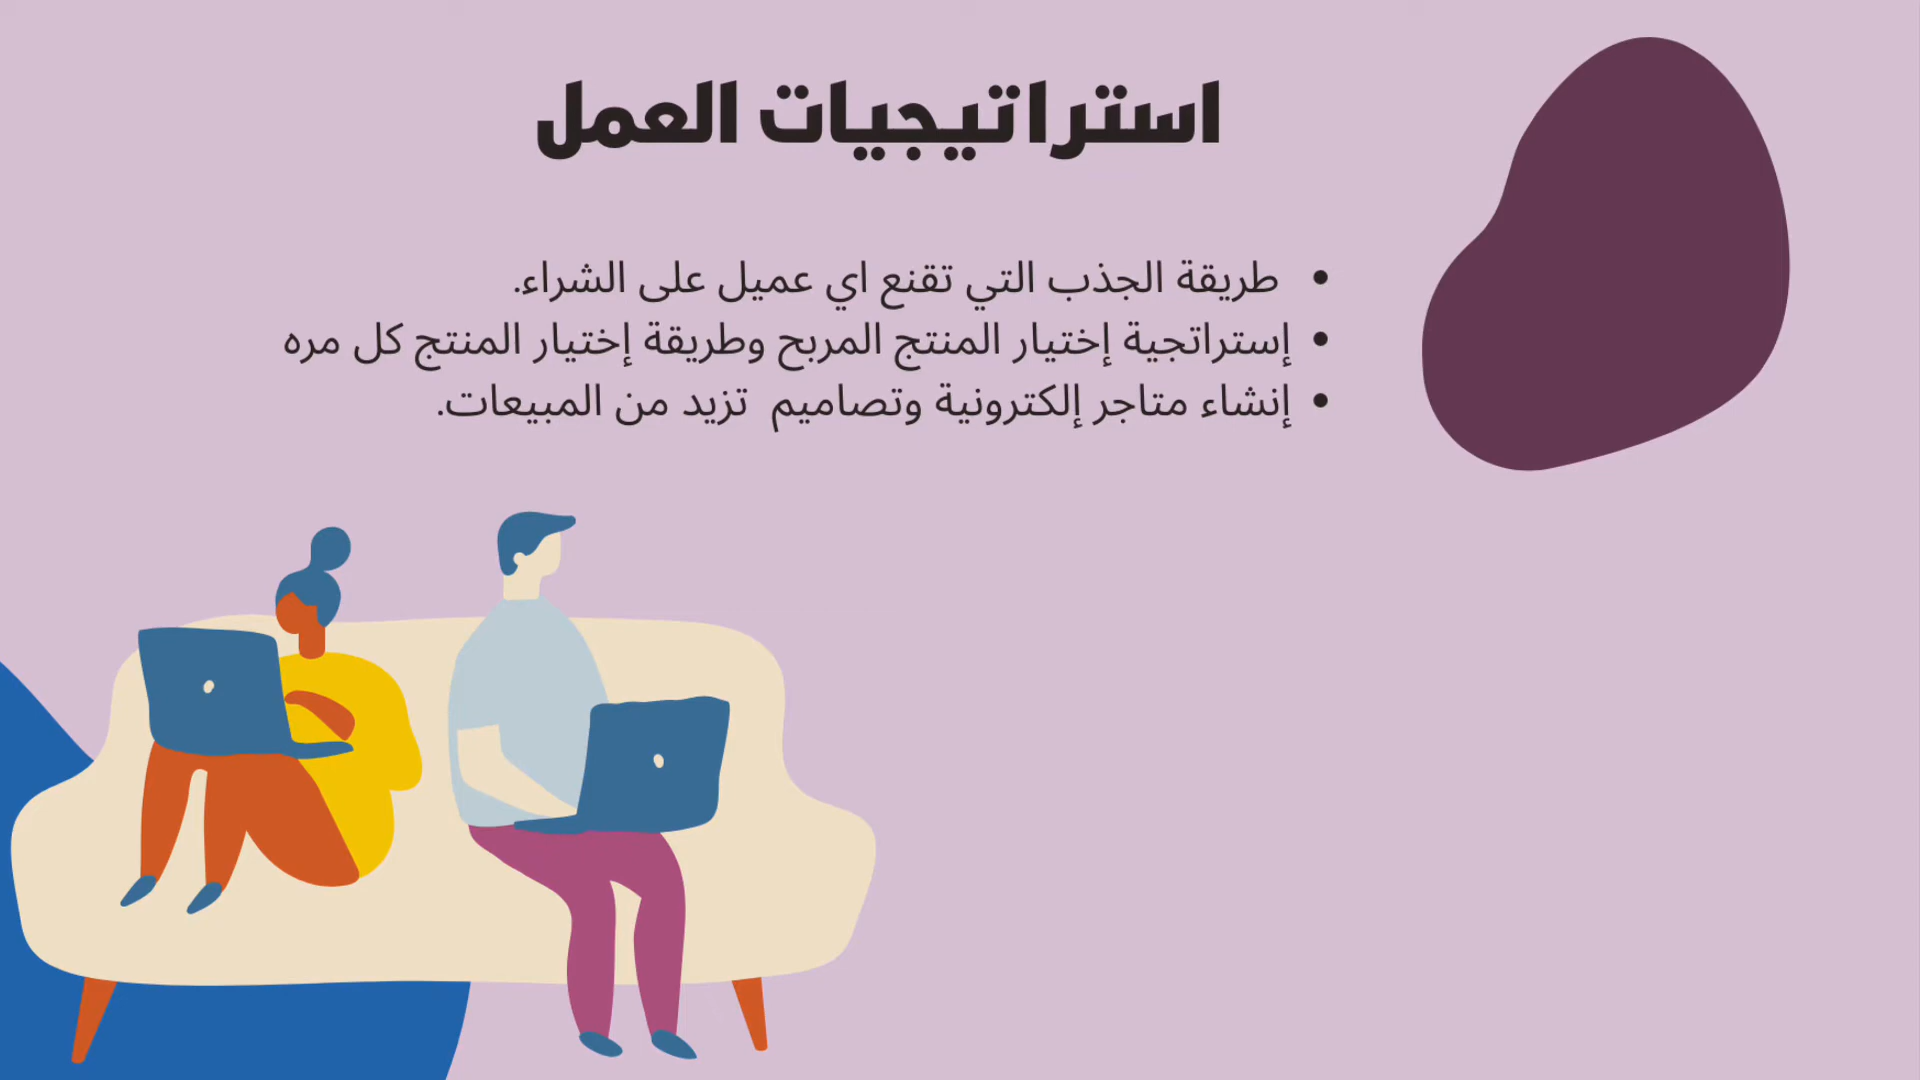 استراتيجيات العمل
• طريقة الجذب التي تقنع اي عميل على الشراء.
• إستراتجية إختيار المنتج المربح وطريقة إختيار المنتج كل مره
• إنشاء متاجر إلكترونية وتصاميم تزيد من المبيعات.